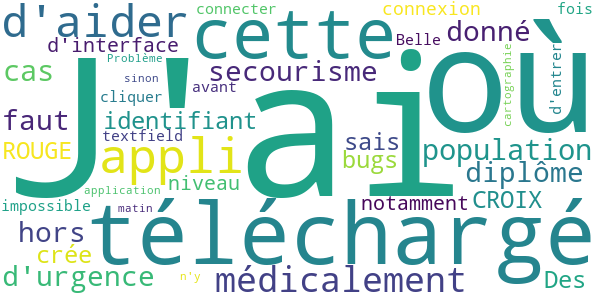 d'aider
cette
connecter
connexion
fois
d'interface
Belle
donné
où
Problème
cas
secourisme
sinon
avant
cartographie
d'entrer
J'ai
cliquer
faut
identifiant
textfield
sais
population
ROUGE
appli
bugs
niveau
diplôme
application
impossible
matin
notamment
CROIX
hors
téléchargé
crée
d'urgence
n'y
médicalement
Des